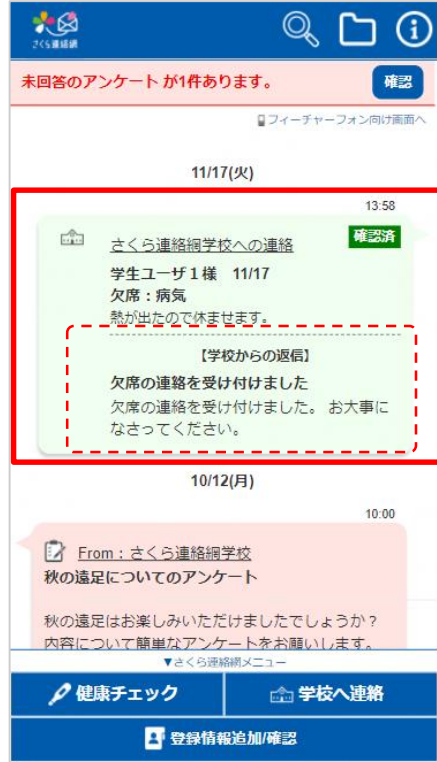 さくら連絡網
未回答のアンケート が1件あります。
確認
フィーチャーフォン向け画面へ
11/17(火)
13:58
さくら連絡網学校への連絡
確認済
学生ユーザ1様 11/17
欠席：病気
熱が出たので休ませます。
【学校からの返信】
欠席の連絡を受け付けました
欠席の連絡を受け付けました。 お大事に
なさってください。
10/12(月)
10:00
From：さくら連絡網学校
秋の遠足についてのアンケート
秋の遠足はお楽しみいただけましたでしょうか？
内容について簡単なアンケートをお願いします。
▼さくら連絡網メニュー
健康チェック
学校へ連絡
登録情報追加/確認